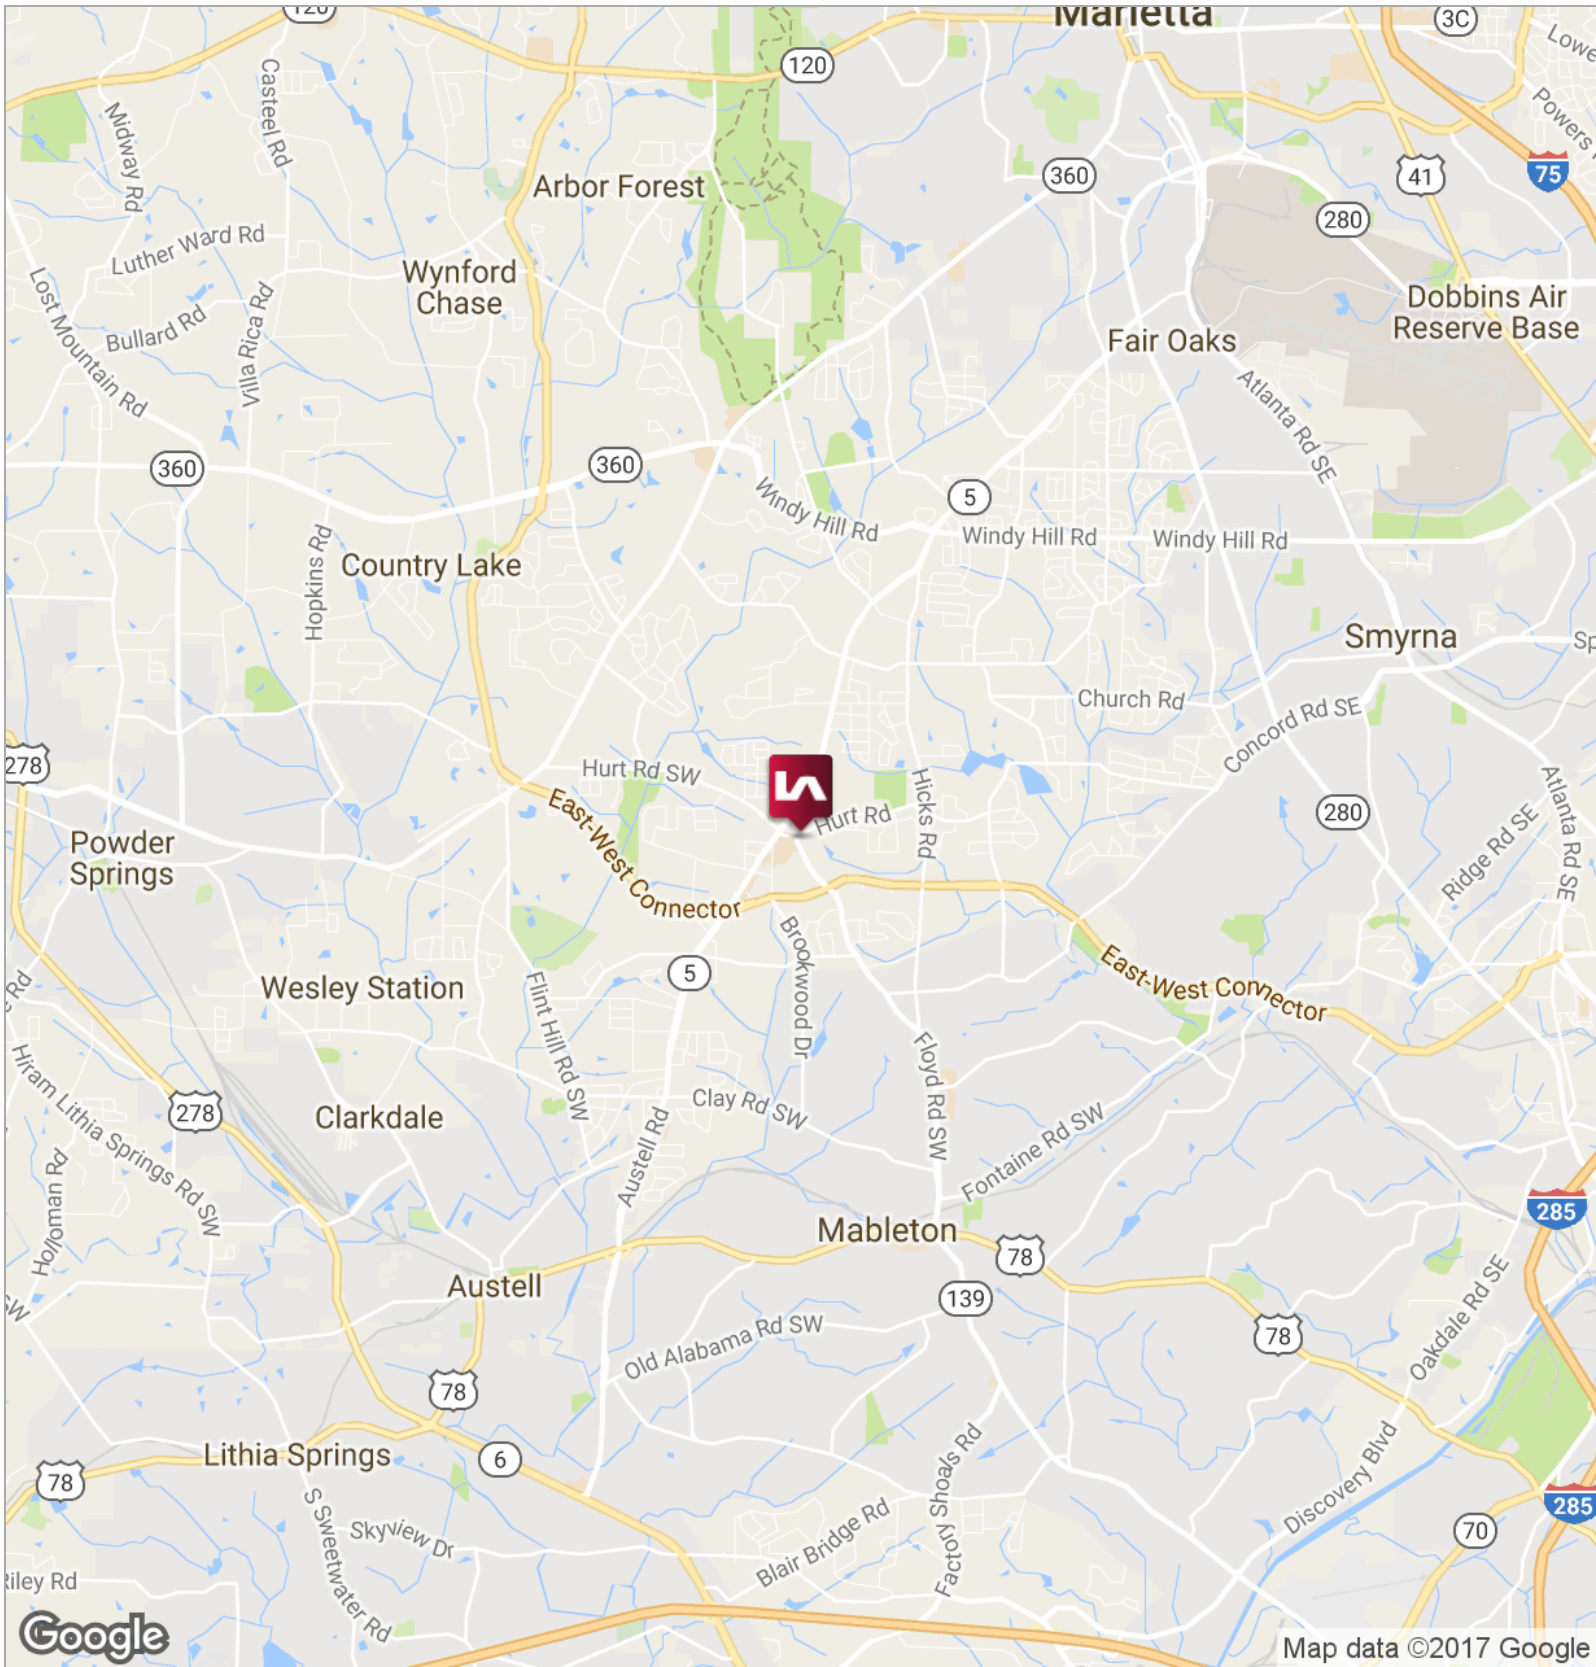 120
Marietta
3C
Lowe
120
Casteel Rd
Midway Rd
Powers
Arbor Forest
360
41
75
280
Luther Ward Rd
Wynford
Chase
Lost Mountain Rd
Bullard Rd
Villa Rica Rd
Dobbins Air
Reserve Base
Fair Oaks
Atlanta Rd SE
360
360
5
Windy Hill Rd
Windy Hill Rd
Windy Hill Rd
Hopkins Rd
Country Lake
Smyrna
Sp
Church Rd
Concord Rd SE
278
Hurt Rd SW
Hurt Rd
Hicks Rd
280
Atlanta Rd SE
Ridge Rd SE
East-West Connector
Powder
Springs
Brookwood Dr
East-West Connector
Wesley Station
5
Flint Hill Rd SW
e Rd
Floyd Rd SW
Hiram Lithia Springs Rd SW
278
Clarkdale
Clay Rd SW
Fontaine Rd SW
Austell Rd
Holloman Rd
285
Mableton
78
Austell
139
SW
Old Alabama Rd SW
78
Oakdale Rd SE
78
Lithia Springs
6
78
Factory Shoals Rd
Discovery Blvd
285
70
S Sweetwater Rd
Skyview Dr
Blair Bridge Rd
Riley Rd
Google
Map data ©2017 Google